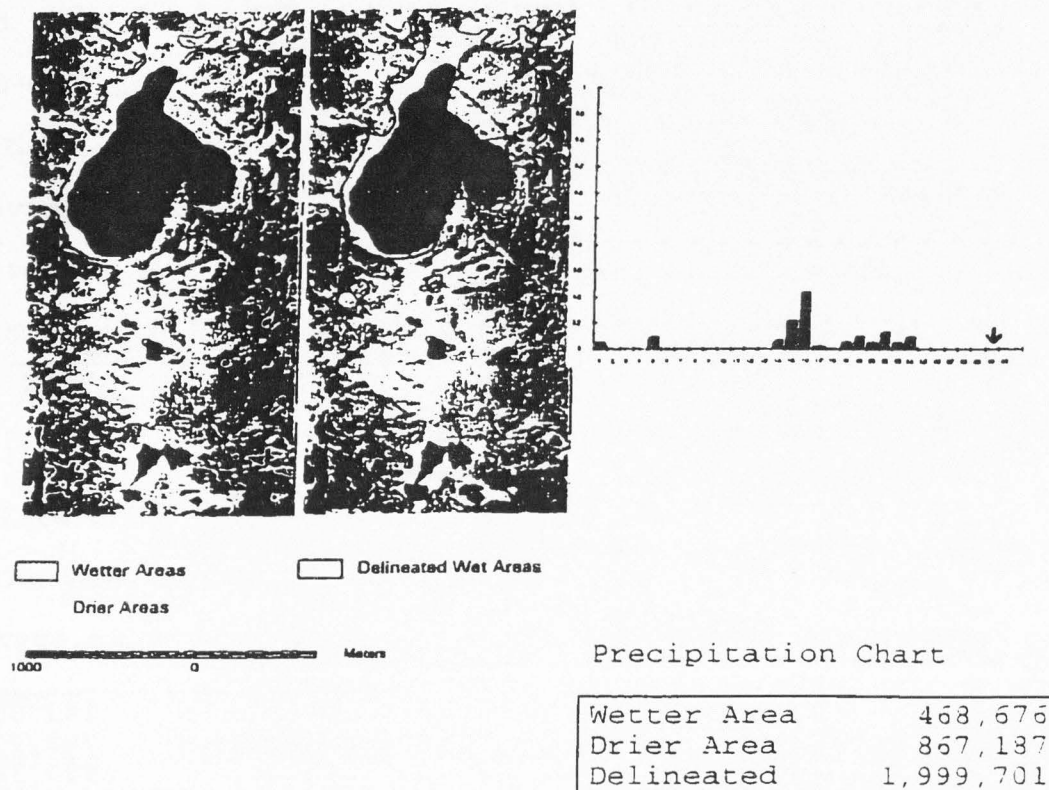 Wetter Areas
Delineated Wet Areas
Drier Areas
1000 0 Meters
Precipitation Chart
Wetter Area 468,676
Drier Area 867,187
Delineated 1,999,701